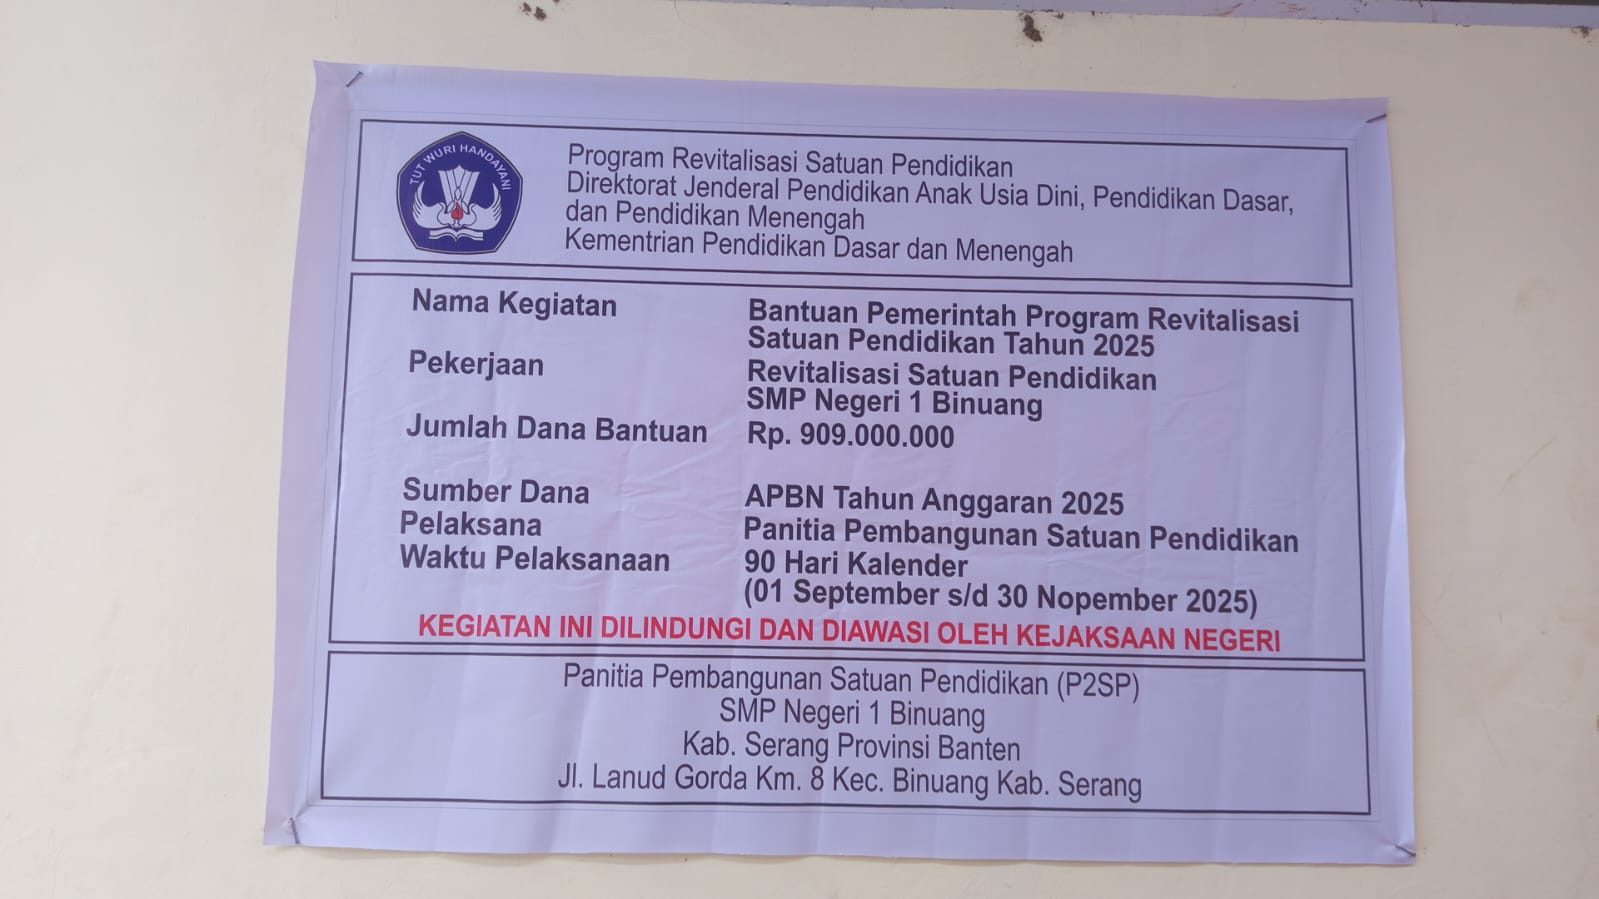 TUT WURI HANDAYANI
Program Revitalisasi Satuan Pendidikan
Direktorat Jenderal Pendidikan Anak Usia Dini, Pendidikan Dasar,
dan Pendidikan Menengah
Kementrian Pendidikan Dasar dan Menengah
Nama Kegiatan Bantuan Pemerintah Program Revitalisasi
Satuan Pendidikan Tahun 2025
Pekerjaan Revitalisasi Satuan Pendidikan
SMP Negeri 1 Binuang
Jumlah Dana Bantuan Rp. 909.000.000
Sumber Dana APBN Tahun Anggaran 2025
Pelaksana Panitia Pembangunan Satuan Pendidikan
Waktu Pelaksanaan 90 Hari Kalender
(01 September s/d 30 Nopember 2025)
KEGIATAN INI DILINDUNGI DAN DIAWASI OLEH KEJAKSAAN NEGERI
Panitia Pembangunan Satuan Pendidikan (P2SP)
SMP Negeri 1 Binuang
Kab. Serang Provinsi Banten
Jl. Lanud Gorda Km. 8 Kec. Binuang Kab. Serang